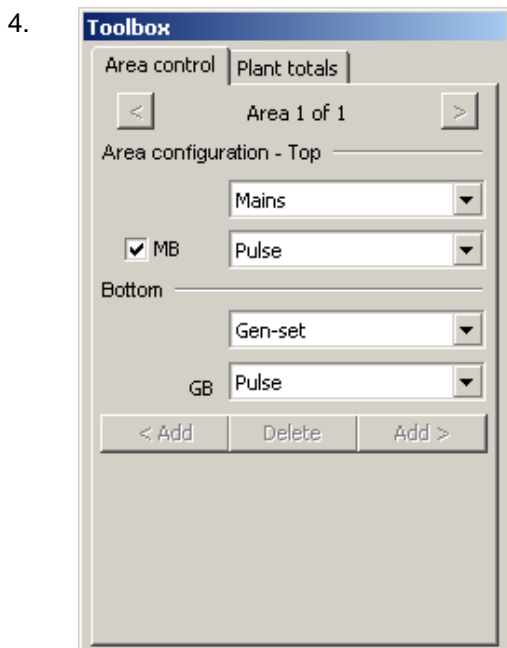 4.
Toolbox
Area control Plant totals
< Area 1 of 1 >
Area configuration - Top
Mains
MB Pulse
Bottom
Gen-set
GB Pulse
< Add Delete Add >